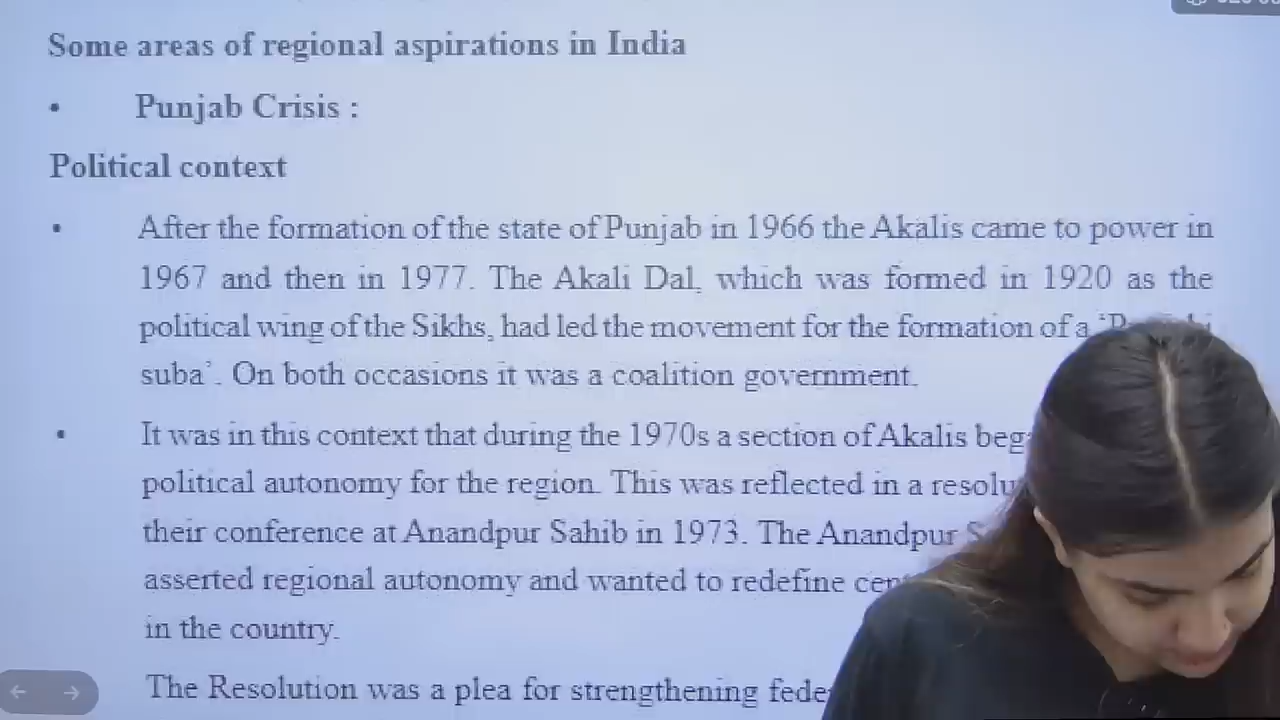 Some areas of regional aspirations in India
• Punjab Crisis :
Political context
• After the formation of the state of Punjab in 1966 the Akalis came to power in
1967 and then in 1977. The Akali Dal, which was formed in 1920 as the
political wing of the Sikhs, had led the movement for the formation of a
suba’. On both occasions it was a coalition government.
• It was in this context that during the 1970s a section of Akalis
political autonomy for the region. This was reflected in a
their conference at Anandpur Sahib in 1973. The Anandpur
asserted regional autonomy and wanted to redefine
in the country.
The Resolution was a plea for strengthening